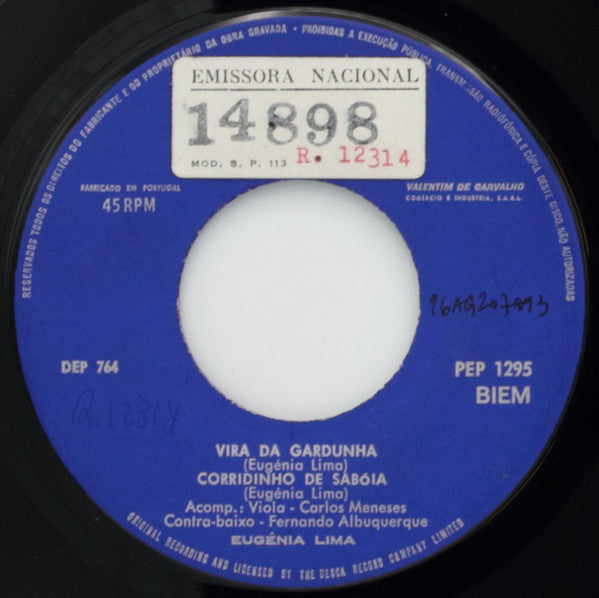 RESERVADOS TODOS OS DIREITOS DO FABRICANTE E DO PROPRIETÁRIO DA OBRA GRAVADA • PROIBIDAS A EXECUÇÃO PÚBLICA, TRANSMISSÃO RADIOFÓNICA E CÓPIA DESTE DISCO, NÃO AUTORIZADAS
EMISSORA NACIONAL
14898
MOD. S. P. 113 R. 12314
FABRICADO EM PORTUGAL
45 RPM
VALENTIM DE CARVALHO
COMÉRCIO E INDÚSTRIA, S.A.R.L.
DEP 764
PEP 1295
BIEM
R. 12314
VIRA DA GARDUNHA
(Eugénia Lima)
CORRIDINHO DE SABÓIA
(Eugénia Lima)
Acomp.: Viola - Carlos Meneses
Contra-baixo - Fernando Albuquerque
EUGÉNIA LIMA
ORIGINAL RECORDING AND LICENSED BY THE DECCA RECORD COMPANY LIMITED